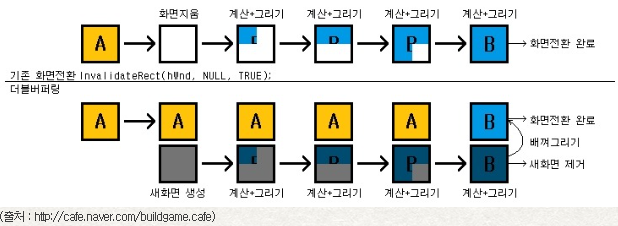 화면지움 계산+그리기 계산+그리기 계산+그리기 계산+그리기
A B B B B 화면전환 완료
기존 화면전환 InvalidateRect(hWnd, NULL, TRUE);
더블버퍼링
A A A A A B 화면전환 완료
배껴그리기
B B B B 새화면 제거
새화면 생성 계산+그리기 계산+그리기 계산+그리기 계산+그리기
(출처 : http://cafe.naver.com/buildgame.cafe)